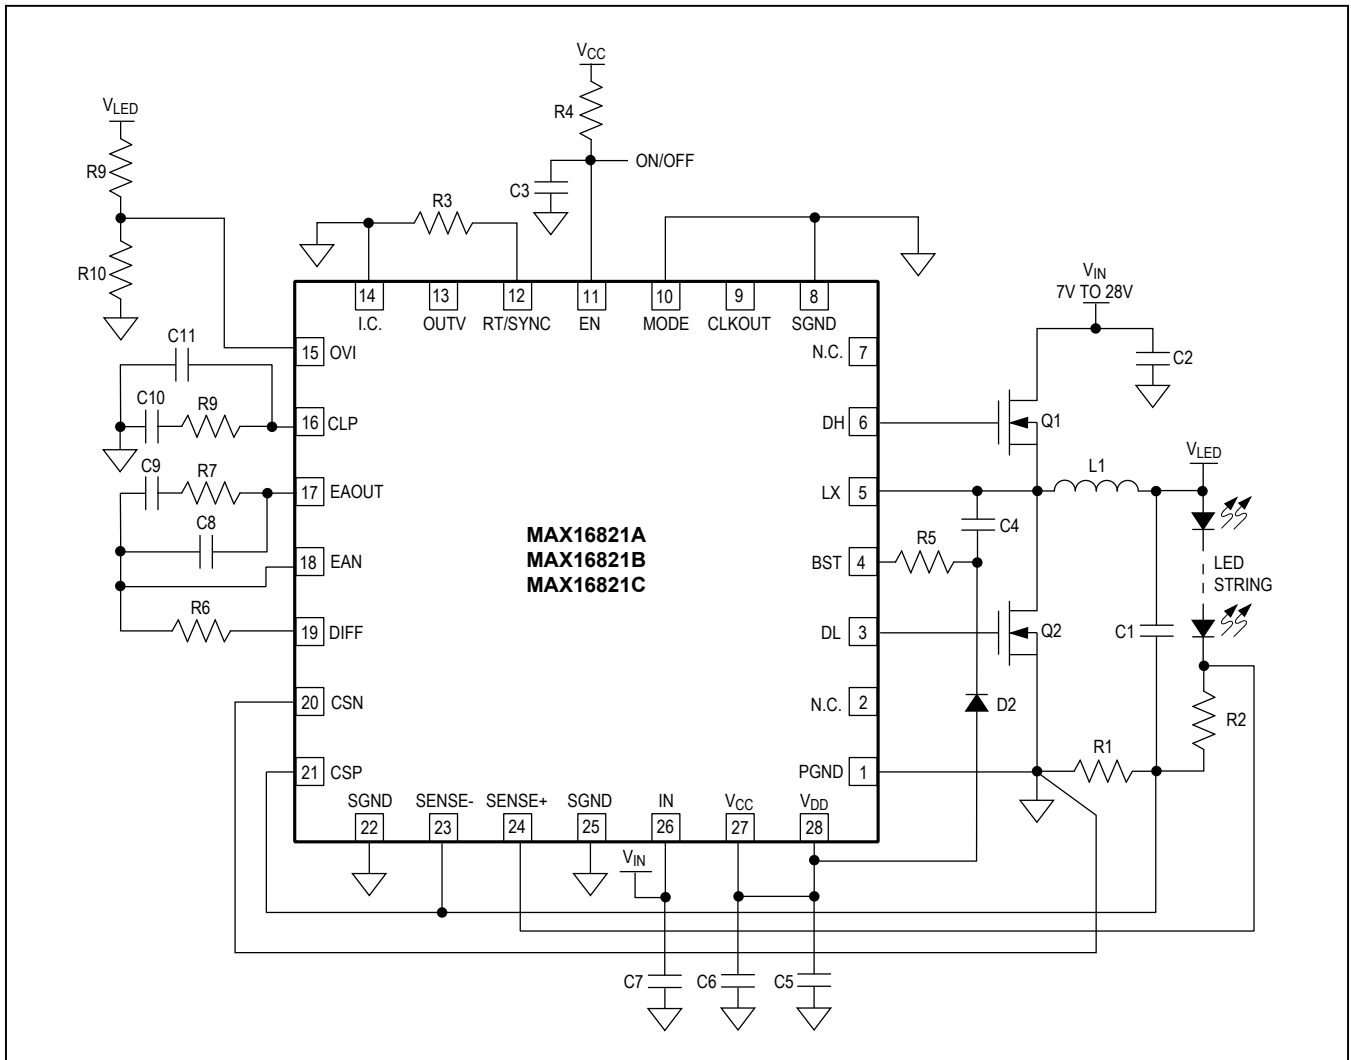 VCC
R4
VLED
R9
ON/OFF
C3
R3
R10
VIN
7V TO 28V
C2
14 13 12 11 10 9 8
I.C. OUTV RT/SYNC EN MODE CLKOUT SGND
15 OVI
N.C. 7
C11
C10 R9
16 CLP
DH 6
Q1
C9 R7
17 EAOUT
LX 5
L1
VLED
C8
C4
MAX16821A
MAX16821B
MAX16821C
18 EAN
BST 4
R5
LED
STRING
R6
19 DIFF
DL 3
Q2
C1
20 CSN
N.C. 2
D2
R2
21 CSP
PGND 1
R1
SGND SENSE- SENSE+ SGND IN VCC VDD
22 23 24 25 26 27 28
VIN
C7 C6 C5